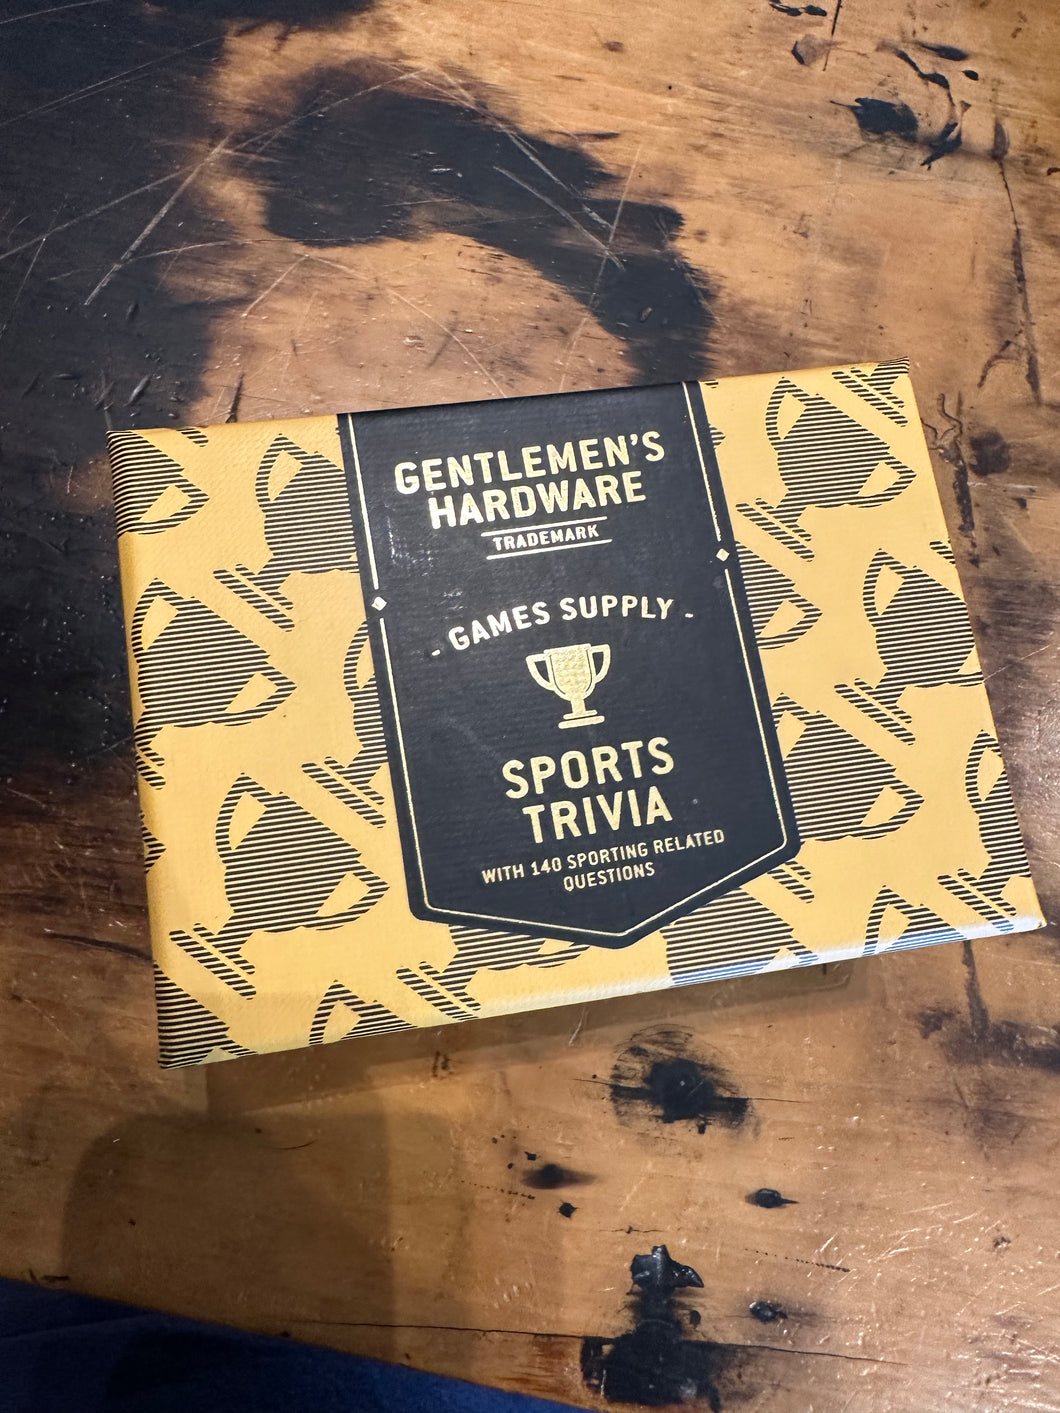 GENTLEMEN'S
HARDWARE
TRADEMARK
- GAMES SUPPLY -
SPORTS
TRIVIA
WITH 140 SPORTING RELATED
QUESTIONS